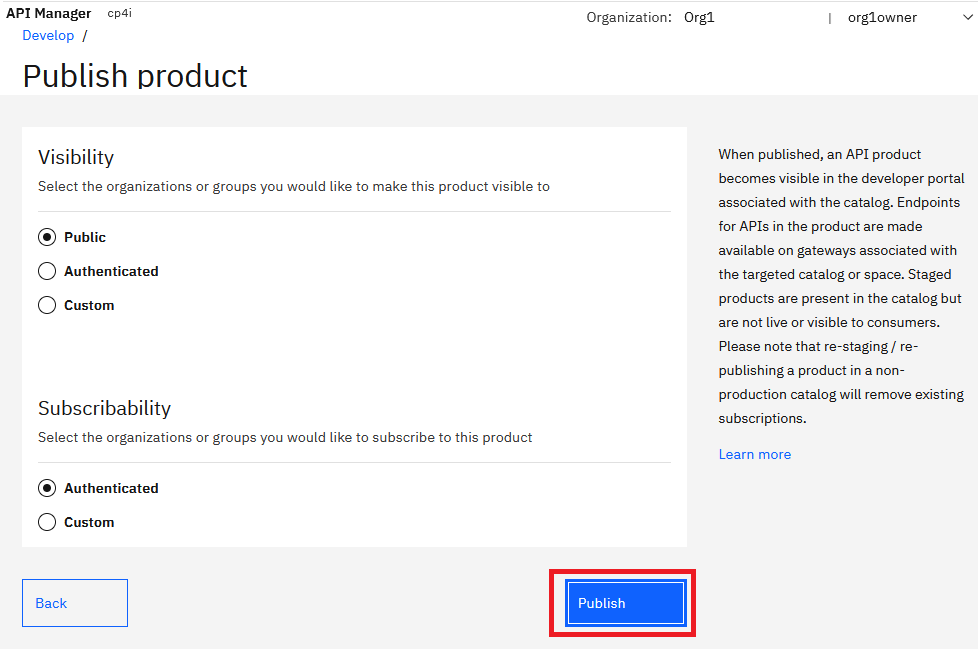 API Manager cp4i Organization: Org1 | org1owner
Develop /
Publish product
Visibility
Select the organizations or groups you would like to make this product visible to
Public
Authenticated
Custom
Subscribability
Select the organizations or groups you would like to subscribe to this product
Authenticated
Custom
Back
Publish
When published, an API product
becomes visible in the developer portal
associated with the catalog. Endpoints
for APIs in the product are made
available on gateways associated with
the targeted catalog or space. Staged
products are present in the catalog but
are not live or visible to consumers.
Please note that re-staging / re-
publishing a product in a non-
production catalog will remove existing
subscriptions.
Learn more